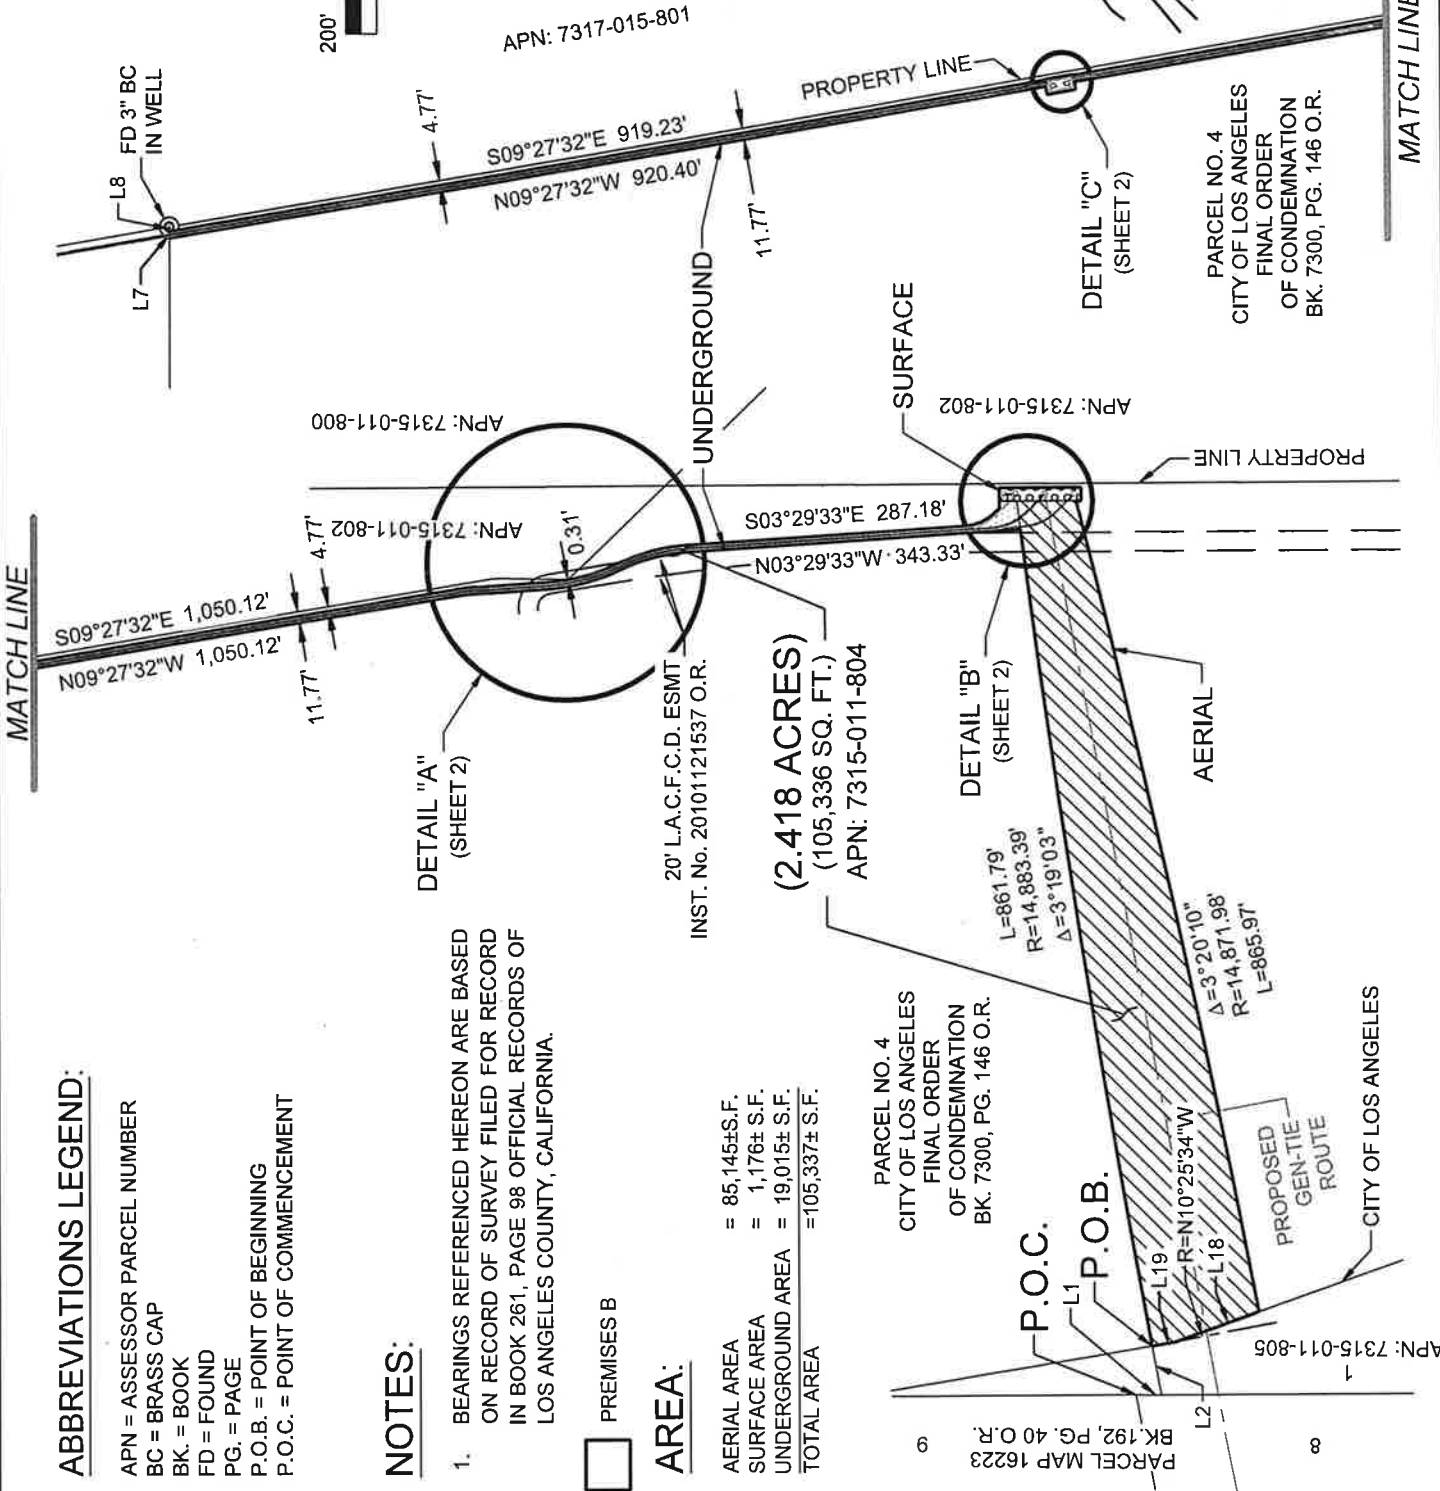 ABBREVIATIONS LEGEND:
APN = ASSESSOR PARCEL NUMBER
BC = BRASS CAP
BK. = BOOK
FD = FOUND
PG. = PAGE
P.O.B. = POINT OF BEGINNING
P.O.C. = POINT OF COMMENCEMENT
NOTES:
1. BEARINGS REFERENCED HEREON ARE BASED
ON RECORD OF SURVEY FILED FOR RECORD
IN BOOK 261, PAGE 98 OFFICIAL RECORDS OF
LOS ANGELES COUNTY, CALIFORNIA.
PREMISES B
AREA:
AERIAL AREA = 85,145±S.F.
SURFACE AREA = 1,176± S.F.
UNDERGROUND AREA = 19,015± S.F.
TOTAL AREA =105,337± S.F.
MATCH LINE
S09°27'32"E 1,050.12'
N09°27'32"W 1,050.12'
11.77'
4.77'
APN: 7315-011-802
APN: 7315-011-800
0.31'
DETAIL "A"
(SHEET 2)
20' L.A.C.F.C.D. ESMT
INST. No. 20101121537 O.R.
UNDERGROUND
S03°29'33"E 287.18'
N03°29'33"W 343.33'
(2.418 ACRES)
(105,336 SQ. FT.)
APN: 7315-011-804
SURFACE
APN: 7315-011-802
PROPERTY LINE
DETAIL "B"
(SHEET 2)
AERIAL
L=861.79'
R=14,883.39'
Δ=3°19'03"
Δ=3°20'10"
R=14,871.98'
L=865.97'
PARCEL NO. 4
CITY OF LOS ANGELES
FINAL ORDER
OF CONDEMNATION
BK. 7300, PG. 146 O.R.
P.O.C.
L1
P.O.B.
L19
R=N10°25'34"W
L18
PROPOSED
GEN-TIE
ROUTE
CITY OF LOS ANGELES
APN: 7315-011-805
1
L2
PARCEL MAP 16223
BK.192, PG. 40 O.R.
9
8
200'
APN: 7317-015-801
L8
FD 3" BC
IN WELL
L7
4.77'
S09°27'32"E 919.23'
N09°27'32"W 920.40'
11.77'
PROPERTY LINE
DETAIL "C"
(SHEET 2)
PARCEL NO. 4
CITY OF LOS ANGELES
FINAL ORDER
OF CONDEMNATION
BK. 7300, PG. 146 O.R.
MATCH LINE